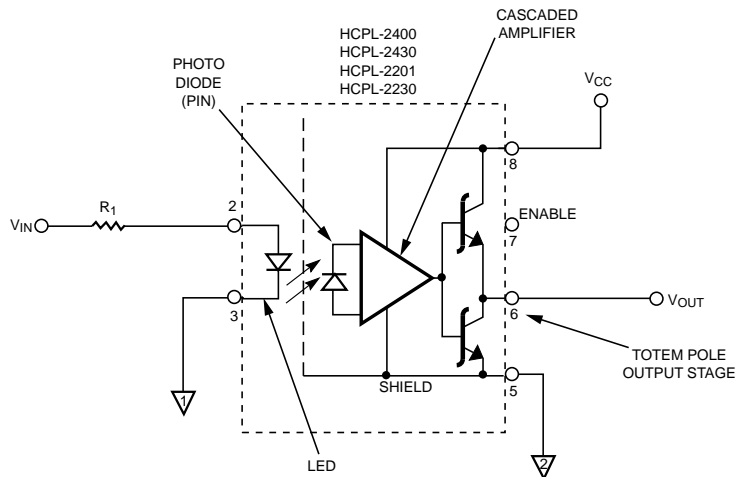 CASCADED
AMPLIFIER
HCPL-2400
HCPL-2430
HCPL-2201
HCPL-2230
PHOTO
DIODE
(PIN)
VCC
8
R1
2
VIN
ENABLE
7
3
6
VOUT
TOTEM POLE
OUTPUT STAGE
SHIELD
5
1
2
LED